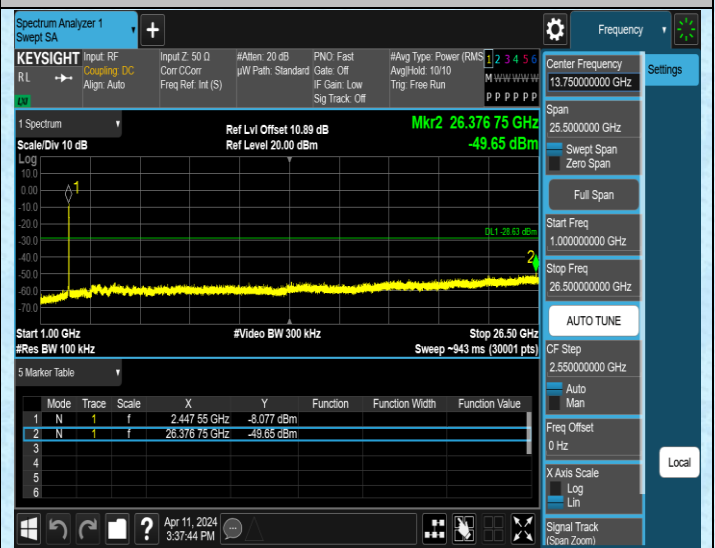 Spectrum Analyzer 1
Swept SA
+
Frequency
KEYSIGHT
RL
LM
Input: RF
Coupling: DC
Align: Auto
Input Z: 50 Ω
Corr CCorr
Freq Ref: Int (S)
#Atten: 20 dB
µW Path: Standard
PNO: Fast
Gate: Off
IF Gain: Low
Sig Track: Off
#Avg Type: Power (RMS
Avg|Hold: 10/10
Trig: Free Run
1 2 3 4 5 6
M W W W W W
P P P P P P
Settings
Center Frequency
13.750000000 GHz
Span
25.5000000 GHz
Swept Span
Zero Span
Full Span
Start Freq
1.000000000 GHz
Stop Freq
26.500000000 GHz
AUTO TUNE
CF Step
2.550000000 GHz
Auto
Man
Freq Offset
0 Hz
X Axis Scale
Log
Lin
Signal Track
(Span Zoom)
Local
1 Spectrum
Scale/Div 10 dB
Ref Lvl Offset 10.89 dB
Ref Level 20.00 dBm
Mkr2 26.376 75 GHz
-49.65 dBm
Log
10.0
0.00
-10.0
-20.0
-30.0
-40.0
-50.0
-60.0
-70.0
1
DL1 -28.63 dBm
2
Start 1.00 GHz
#Video BW 300 kHz
Stop 26.50 GHz
#Res BW 100 kHz
Sweep ~943 ms (30001 pts)
5 Marker Table
Mode Trace Scale X Y Function Function Width Function Value
1 N 1 f 2.447 55 GHz -8.077 dBm
2 N 1 f 26.376 75 GHz -49.65 dBm
3
4
5
6
?
Apr 11, 2024
3:37:44 PM